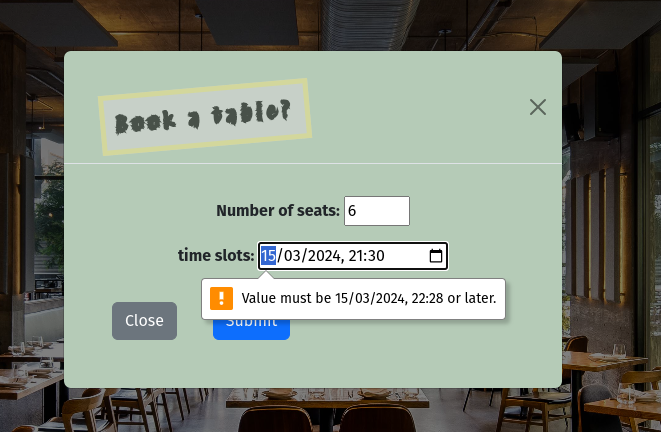 Book a table?
Number of seats: 6
time slots: 15/03/2024, 21:30
Value must be 15/03/2024, 22:28 or later.
Close
Submit